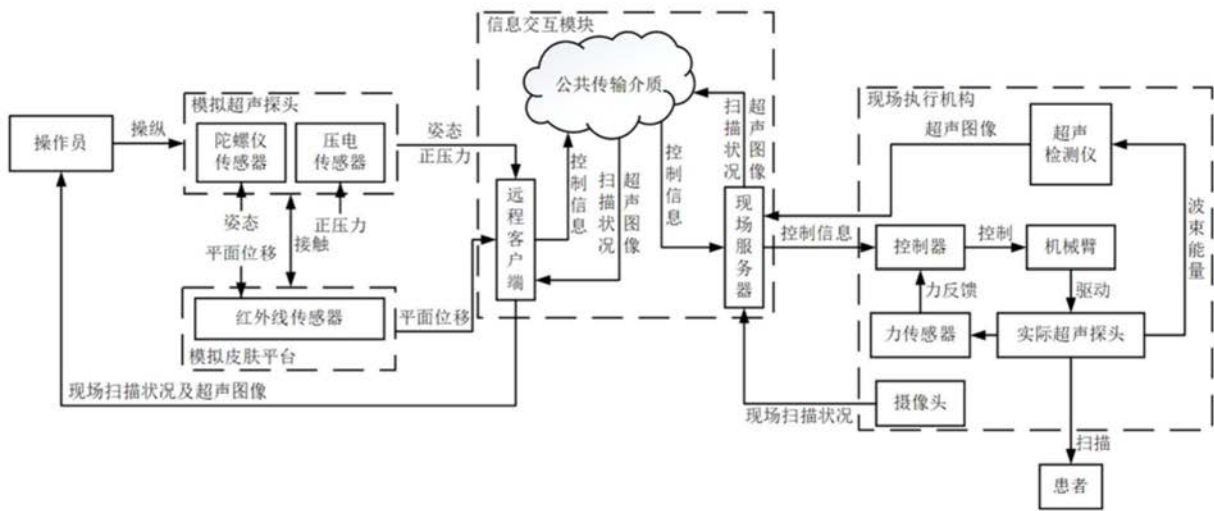 信息交互模块
公共传输介质
现场执行机构
模拟超声探头
操作员
操纵
陀螺仪
传感器
压电
传感器
姿态
正压力
控制信息
扫描状况
超声图像
控制信息
扫描状况
超声图像
超声图像
超声
检测仪
远程客户端
现场服务器
姿态
正压力
平面位移
接触
控制信息
控制器
控制
机械臂
波束能量
力反馈
驱动
红外线传感器
平面位移
力传感器
实际超声探头
模拟皮肤平台
现场扫描状况及超声图像
现场扫描状况
摄像头
扫描
患者